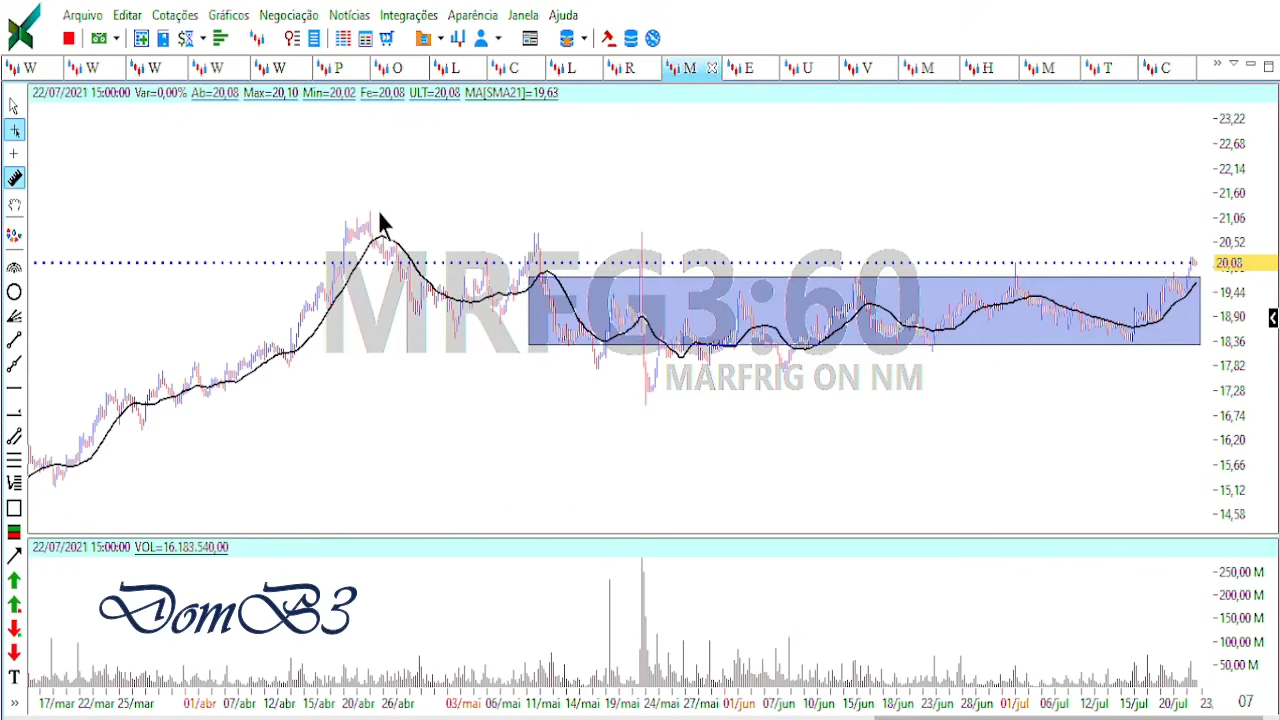 Arquivo Editar Cotações Gráficos Negociação Notícias Integrações Aparência Janela Ajuda
W W W W W P O L C L R M E U V M H M T C
22/07/2021 15:00:00 Var=0,00% Ab=20,08 Max=20,10 Min=20,02 Fe=20,08 ULT=20,08 MA[SMA21]=19,63
23,22
22,68
22,14
21,60
21,06
20,52
20,08
19,44
18,90
18,36
17,82
17,28
16,74
16,20
15,66
15,12
14,58
MRFG3:60
MARFRIG ON NM
22/07/2021 15:00:00 VOL=16.183.540,00
DomB3
250,00 M
200,00 M
150,00 M
100,00 M
50,00 M
T
17/mar 22/mar 25/mar 01/abr 07/abr 12/abr 15/abr 20/abr 26/abr 03/mai 06/mai 11/mai 14/mai 19/mai 24/mai 27/mai 01/jun 07/jun 10/jun 15/jun 18/jun 23/jun 28/jun 01/jul 06/jul 12/jul 15/jul 20/jul 23 07